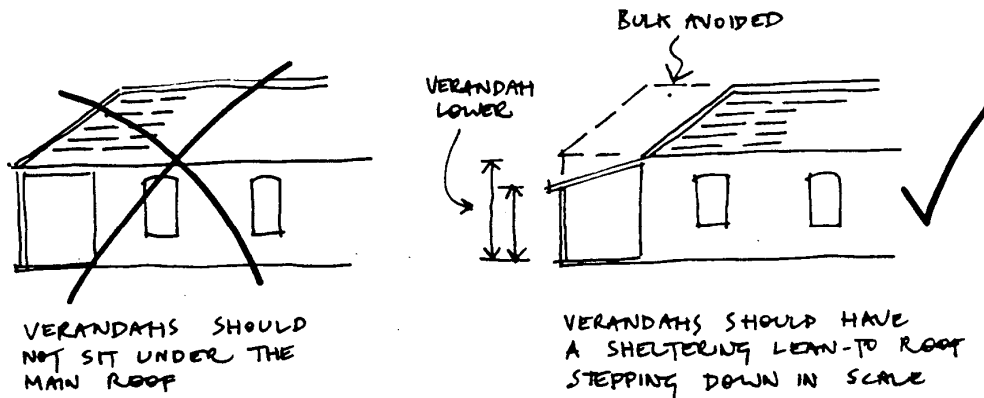 BULK AVOIDED
VERANDAH
LOWER
VERANDAHS SHOULD
NOT SIT UNDER THE
MAIN ROOF
VERANDAHS SHOULD HAVE
A SHELTERING LEAN-TO ROOF
STEPPING DOWN IN SCALE